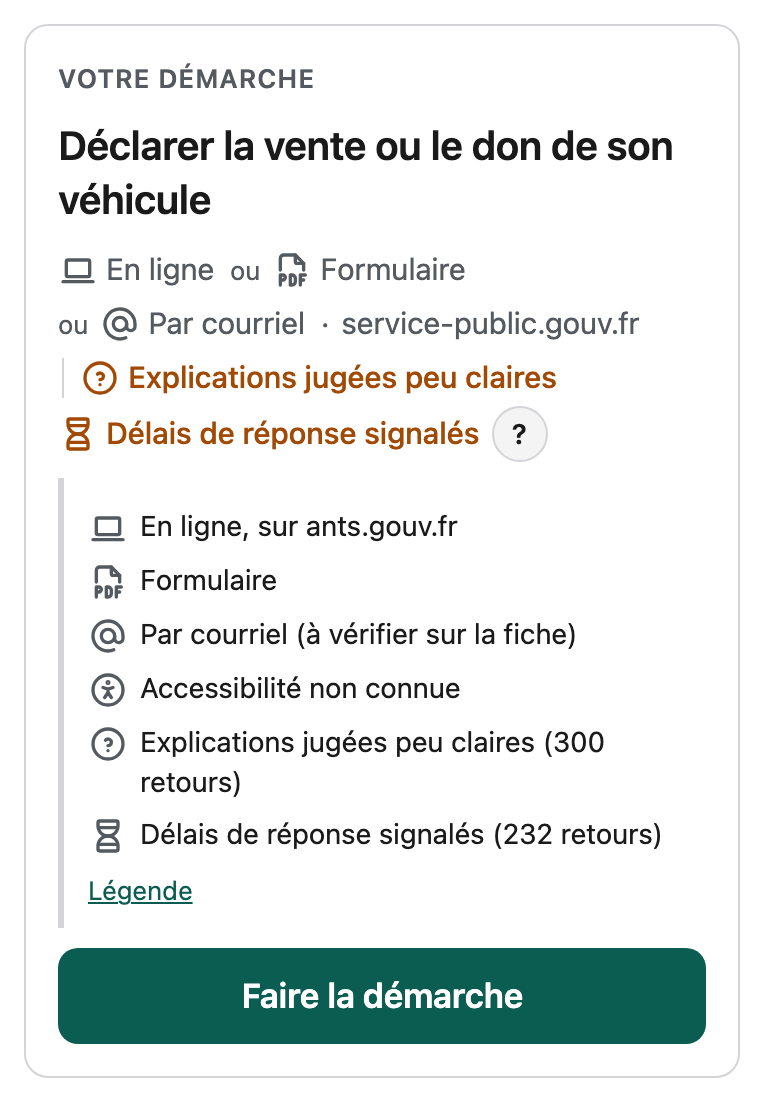 VOTRE DÉMARCHE
Déclarer la vente ou le don de son
véhicule
En ligne ou PDF Formulaire
ou @ Par courriel · service-public.gouv.fr
? Explications jugées peu claires
Délais de réponse signalés ?
En ligne, sur ants.gouv.fr
PDF Formulaire
@ Par courriel (à vérifier sur la fiche)
Accessibilité non connue
? Explications jugées peu claires (300
retours)
Délais de réponse signalés (232 retours)
Légende
Faire la démarche